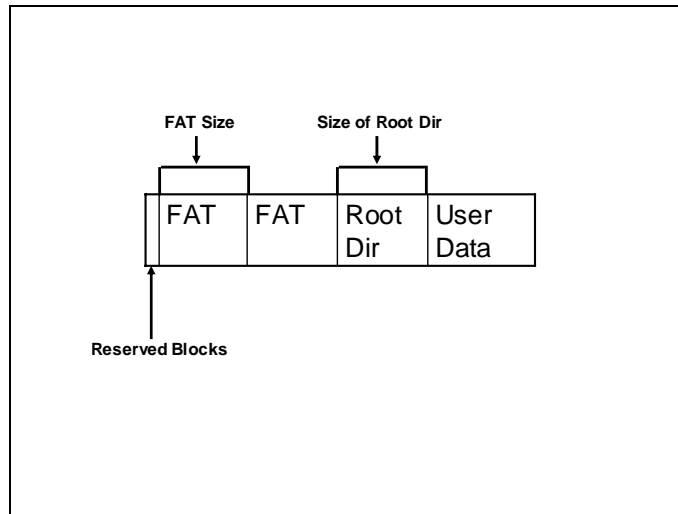 FAT Size
Size of Root Dir
FAT
FAT
Root
Dir
User
Data
Reserved Blocks